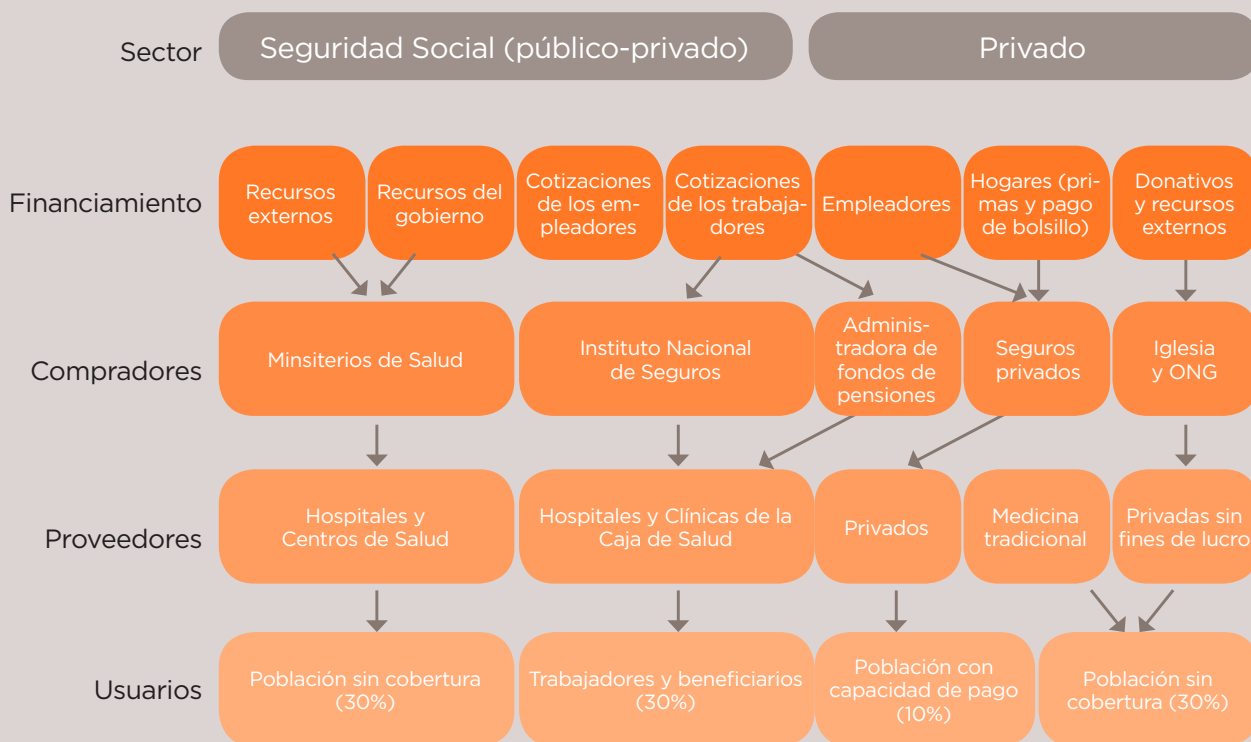 Sector
Seguridad Social (público-privado)
Privado
Financiamiento
Recursos
externos
Recursos del
gobierno
Cotizaciones
de los em-
pleadores
Cotizaciones
de los trabaja-
dores
Empleadores
Hogares (pri-
mas y pago
de bolsillo)
Donativos
y recursos
externos
Compradores
Minsiterios de Salud
Instituto Nacional
de Seguros
Adminis-
tradora de
fondos de
pensiones
Seguros
privados
Iglesia
y ONG
Proveedores
Hospitales y
Centros de Salud
Hospitales y Clínicas de la
Caja de Salud
Privados
Medicina
tradicional
Privadas sin
fines de lucro
Usuarios
Población sin cobertura
(30%)
Trabajadores y beneficiarios
(30%)
Población con
capacidad de pago
(10%)
Población sin
cobertura (30%)